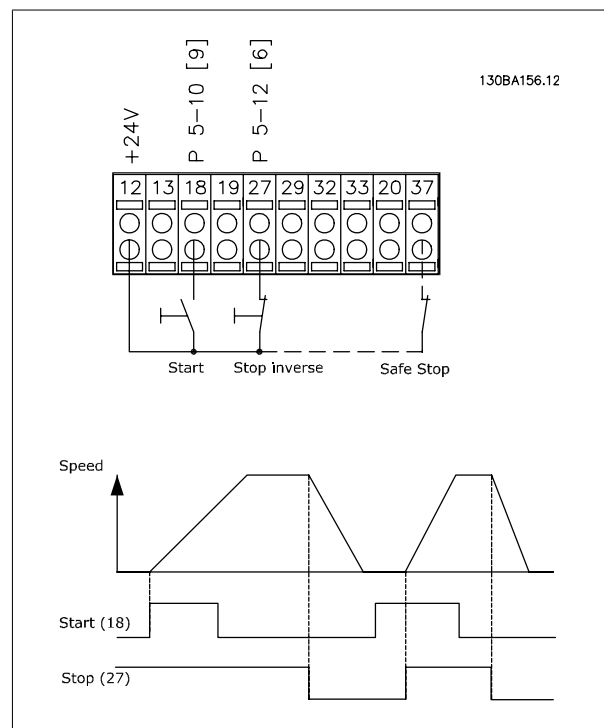 130BA156.12
+24V
P 5-10 [9]
P 5-12 [6]
12 13 18 19 27 29 32 33 20 37
Start Stop inverse Safe Stop
Speed
Start (18)
Stop (27)